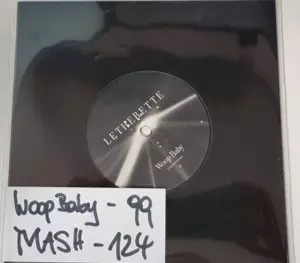 LETHERETTE
Woop Baby
Woop Baby - 99
MASH - 124